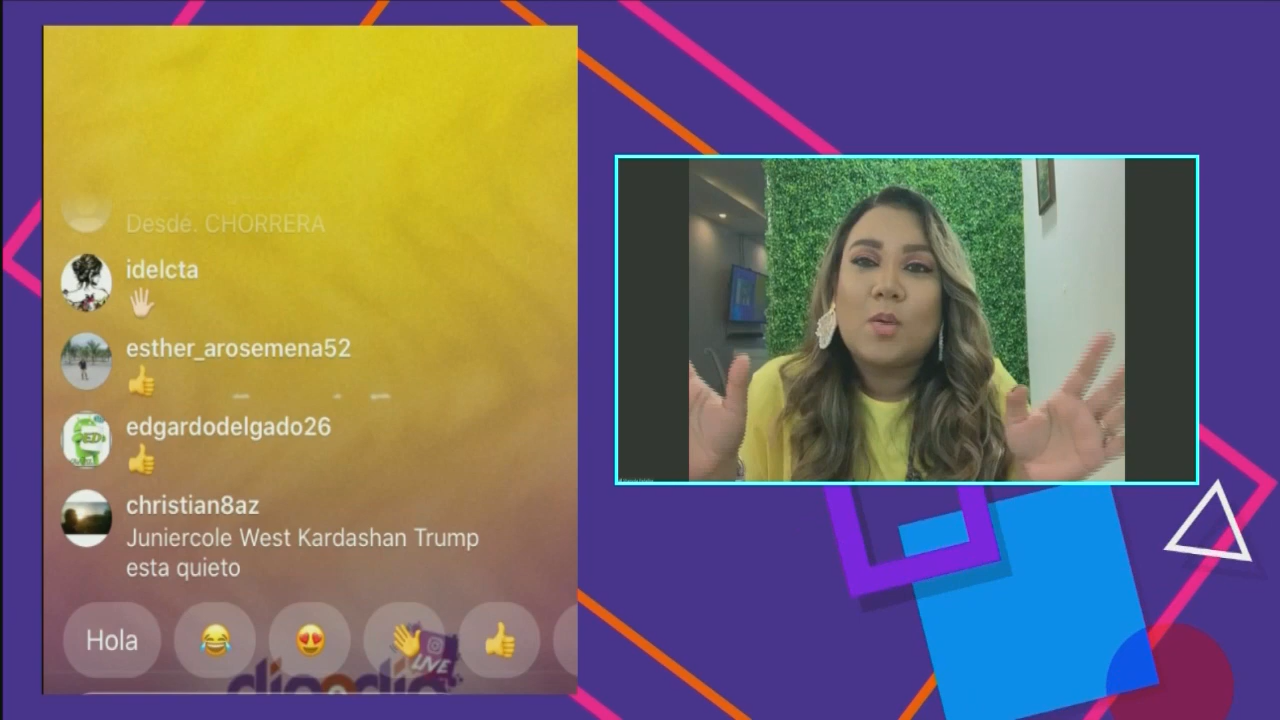 Desdé. CHORRERA
idelcta
esther_arosemena52
edgardodelgado26
christian8az
Juniercole West Kardashan Trump
esta quieto
Hola
LIVE